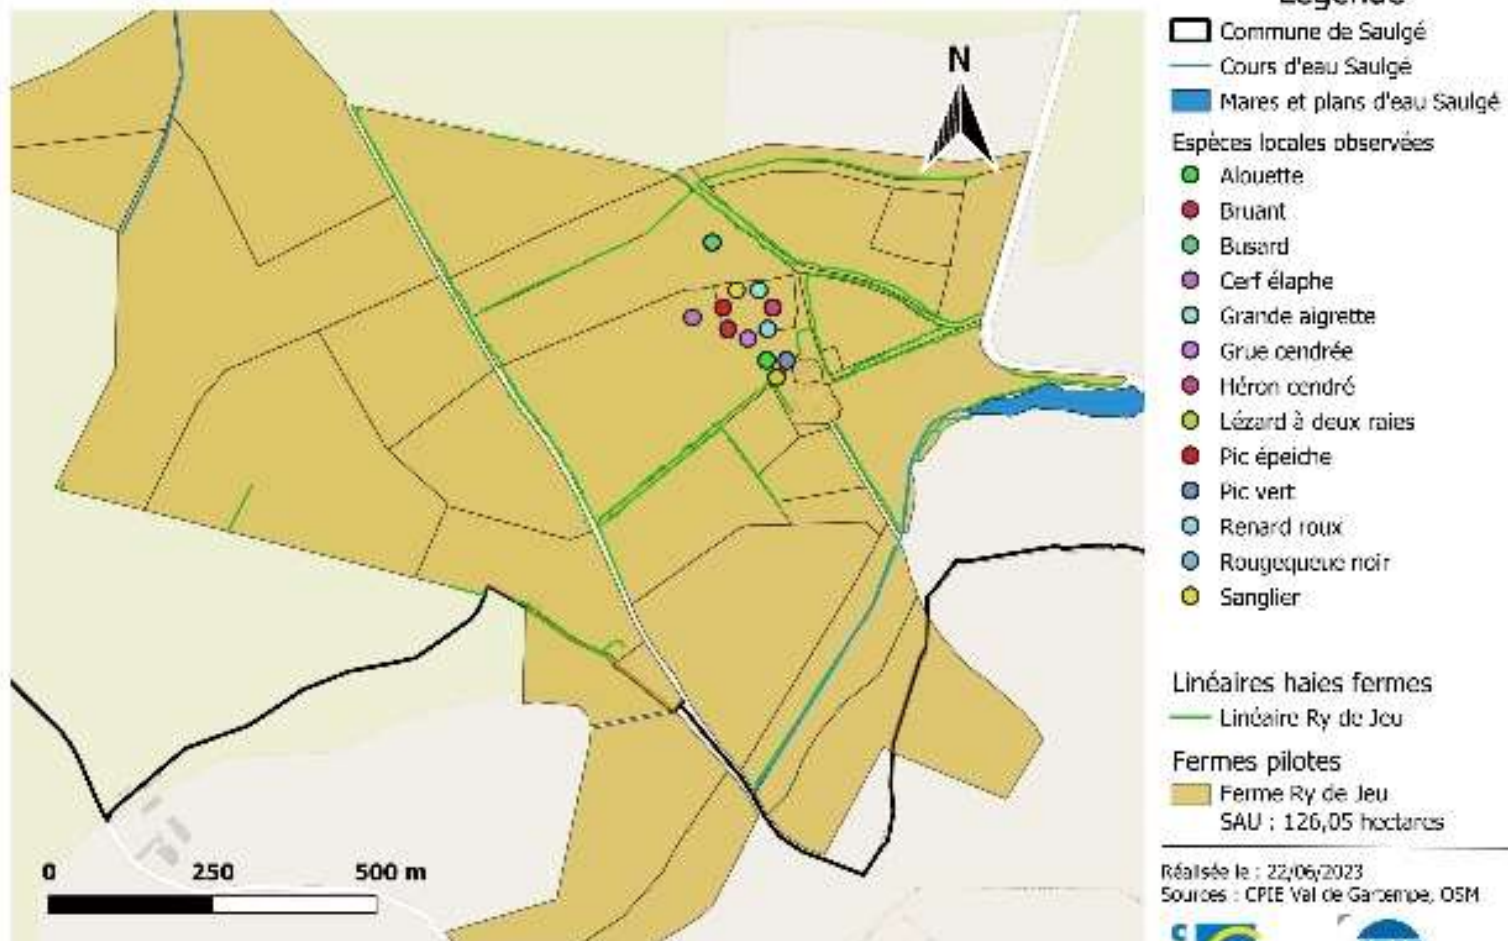 N
0 250 500 m
Légende
Commune de Saulgé
Cours d'eau Saulgé
Mares et plans d'eau Saulgé
Espèces locales observées
Alouette
Bruant
Busard
Cerf élaphe
Grande aigrette
Grue cendrée
Héron cendré
Lézard à deux raies
Pic épeiche
Pic vert
Renard roux
Rougequeue noir
Sanglier
Linéaires haies fermes
Linéaire Ry de Jeu
Fermes pilotes
Ferme Ry de Jeu
SAU : 126,05 hectares
Réalisée le : 22/06/2023
Sources : CPIE Val de Gartempe, OSM